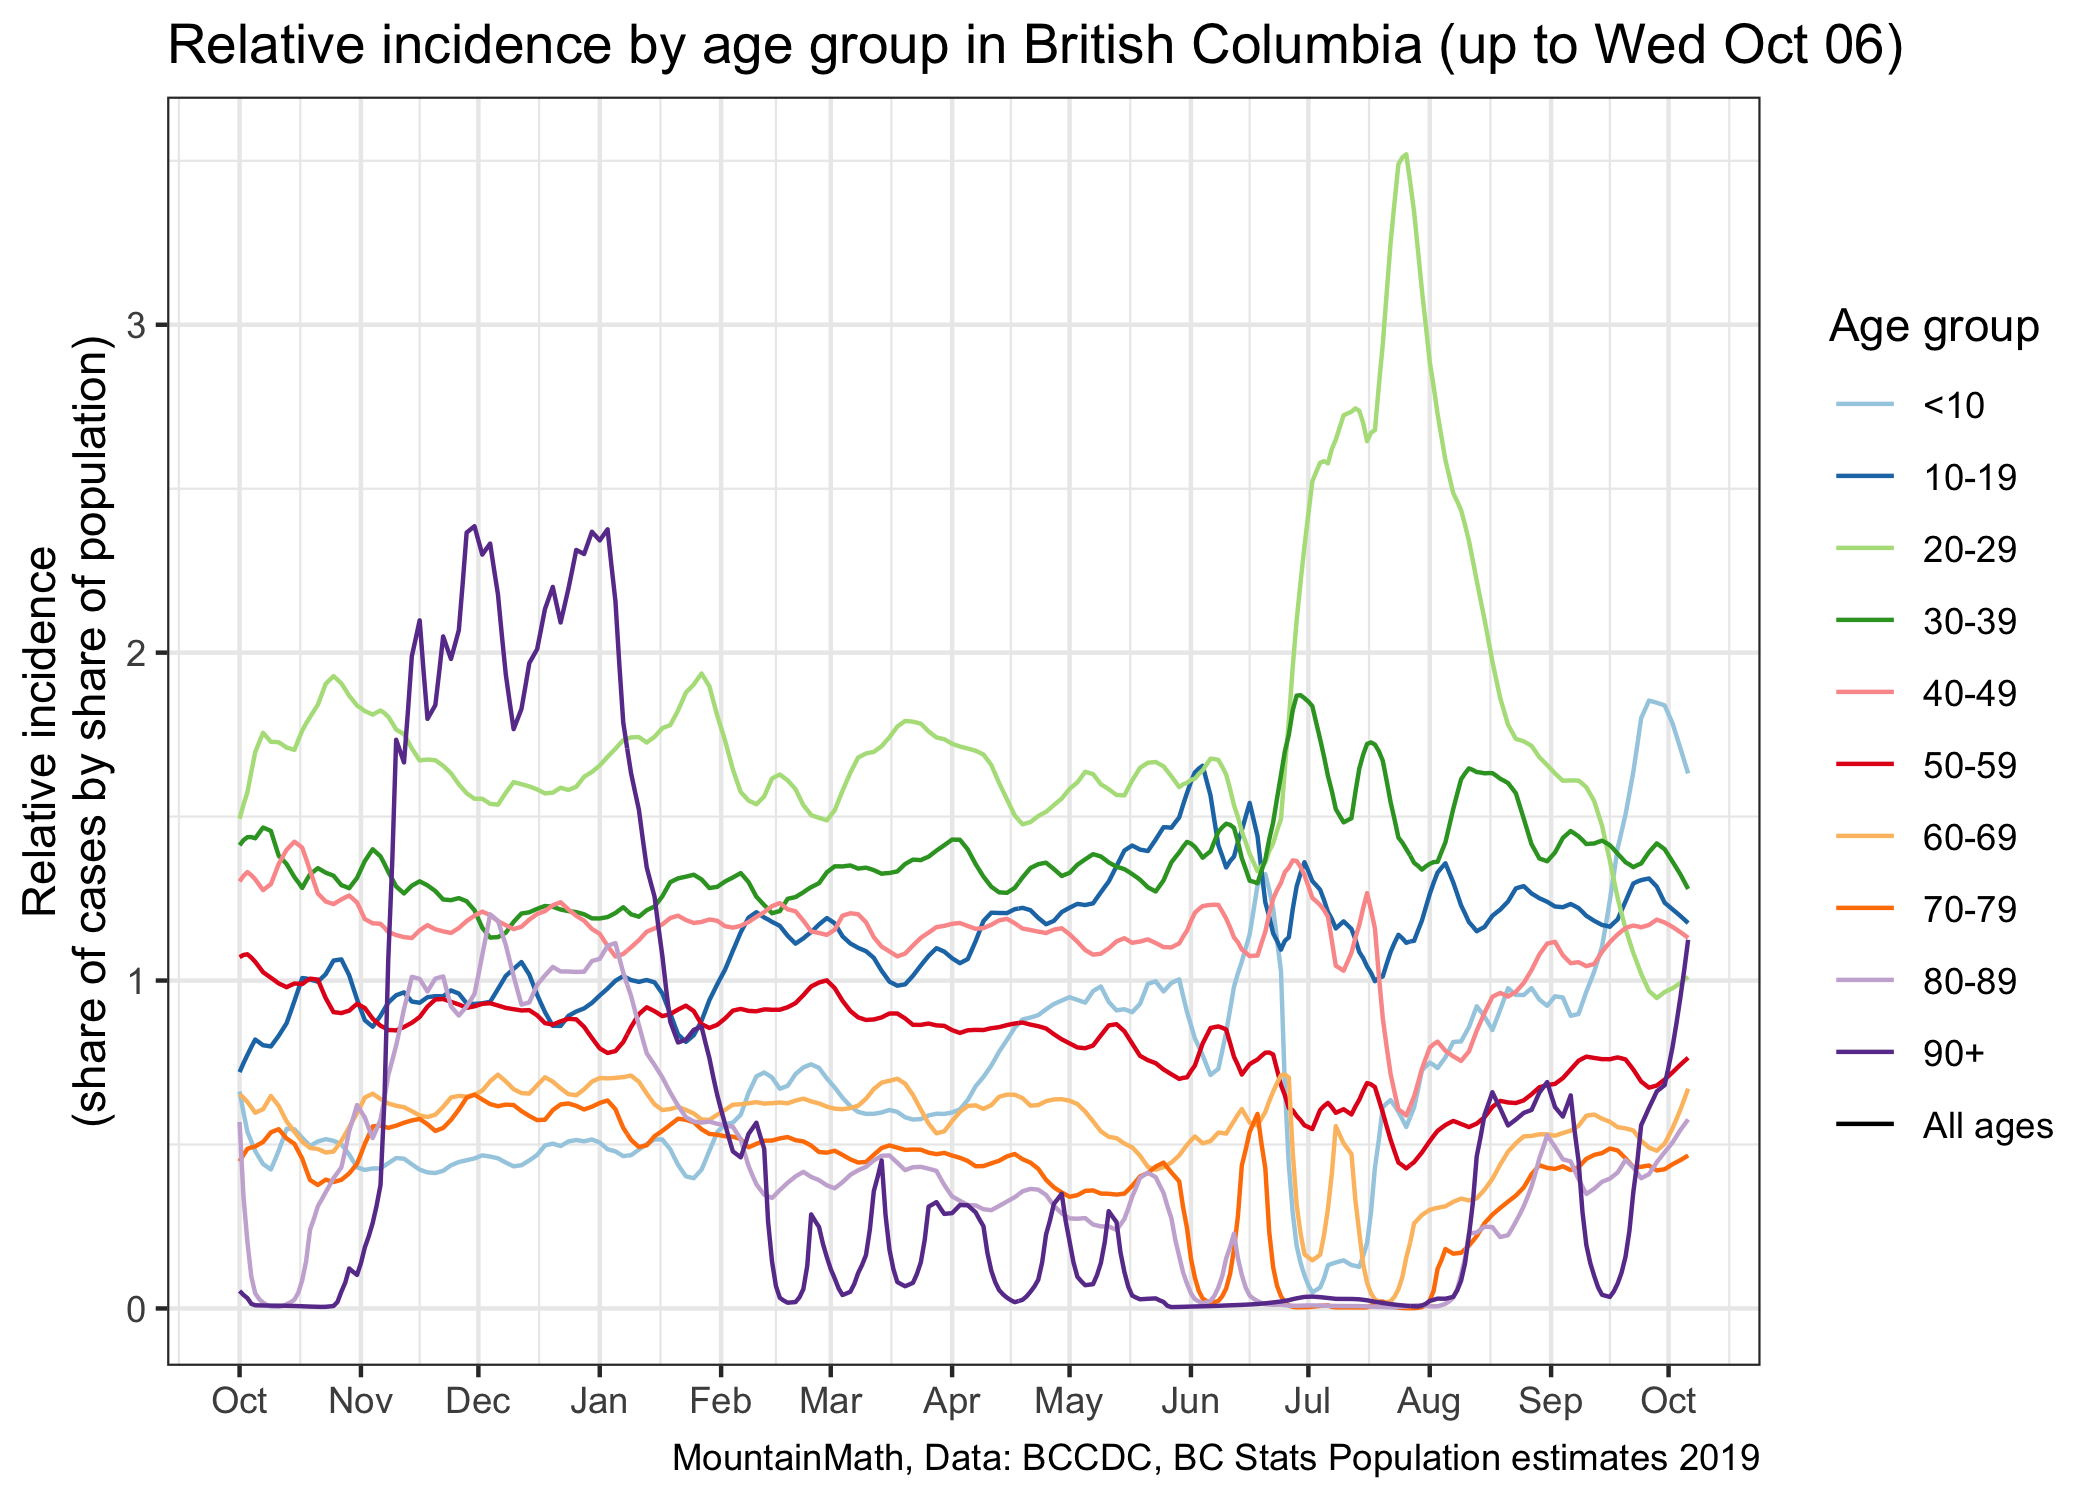 Relative incidence by age group in British Columbia (up to Wed Oct 06)
Relative incidence
(share of cases by share of population)
3
2
1
0
Oct Nov Dec Jan Feb Mar Apr May Jun Jul Aug Sep Oct
Age group
<10
10-19
20-29
30-39
40-49
50-59
60-69
70-79
80-89
90+
All ages
MountainMath, Data: BCCDC, BC Stats Population estimates 2019